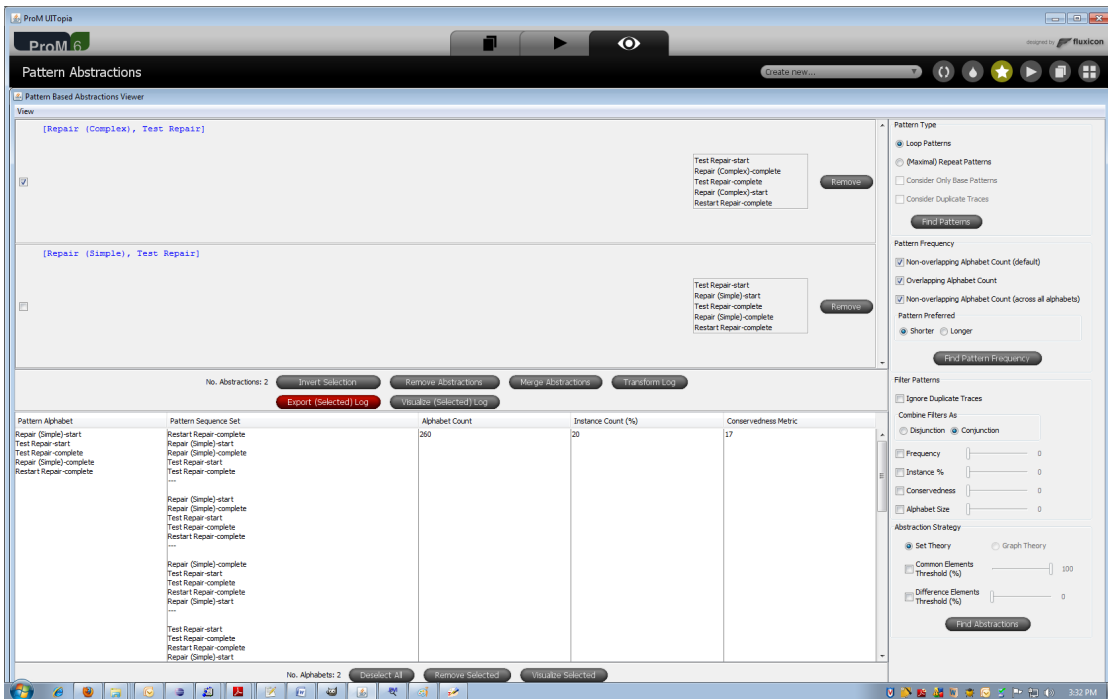 ProM UITopia
ProM 6
designed by fluxicon
Pattern Abstractions
Create new...
Pattern Based Abstractions Viewer
View
[Repair (Complex), Test Repair]
Test Repair-start
Repair (Complex)-complete
Test Repair-complete
Repair (Complex)-start
Restart Repair-complete
Remove
[Repair (Simple), Test Repair]
Test Repair-start
Repair (Simple)-start
Test Repair-complete
Repair (Simple)-complete
Restart Repair-complete
Remove
No. Abstractions: 2
Invert Selection
Remove Abstractions
Merge Abstractions
Transform Log
Export (Selected) Log
Visualize (Selected) Log
Pattern Alphabet
Pattern Sequence Set
Alphabet Count
Instance Count (%)
Conservedness Metric
Repair (Simple)-start
Test Repair-start
Test Repair-complete
Repair (Simple)-complete
Restart Repair-complete
Restart Repair-complete
Repair (Simple)-start
Repair (Simple)-complete
Test Repair-start
Test Repair-complete
---
Repair (Simple)-start
Repair (Simple)-complete
Test Repair-start
Test Repair-complete
Restart Repair-complete
---
Repair (Simple)-complete
Test Repair-start
Test Repair-complete
Restart Repair-complete
Repair (Simple)-start
---
Test Repair-start
Test Repair-complete
Restart Repair-complete
Repair (Simple)-start
260
20
17
No. Alphabets: 2
Deselect All
Remove Selected
Visualize Selected
Pattern Type
Loop Patterns
(Maximal) Repeat Patterns
Consider Only Base Patterns
Consider Duplicate Traces
Find Patterns
Pattern Frequency
Non-overlapping Alphabet Count (default)
Overlapping Alphabet Count
Non-overlapping Alphabet Count (across all alphabets)
Pattern Preferred
Shorter
Longer
Find Pattern Frequency
Filter Patterns
Ignore Duplicate Traces
Combine Filters As
Disjunction
Conjunction
Frequency 0
Instance % 0
Conservedness 0
Alphabet Size 0
Abstraction Strategy
Set Theory
Graph Theory
Common Elements
Threshold (%) 100
Difference Elements
Threshold (%) 0
Find Abstractions
3:32 PM